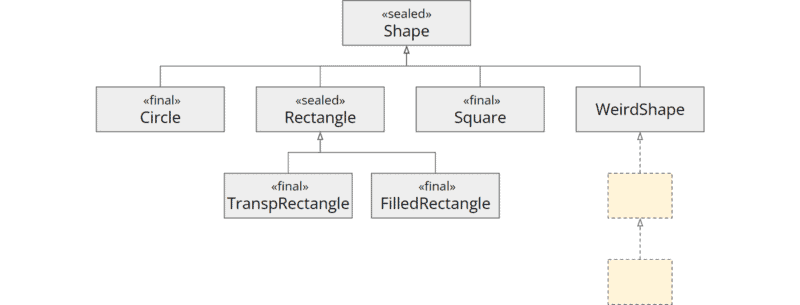 «sealed»
Shape
«final»
Circle
«sealed»
Rectangle
«final»
Square
WeirdShape
«final»
TranspRectangle
«final»
FilledRectangle